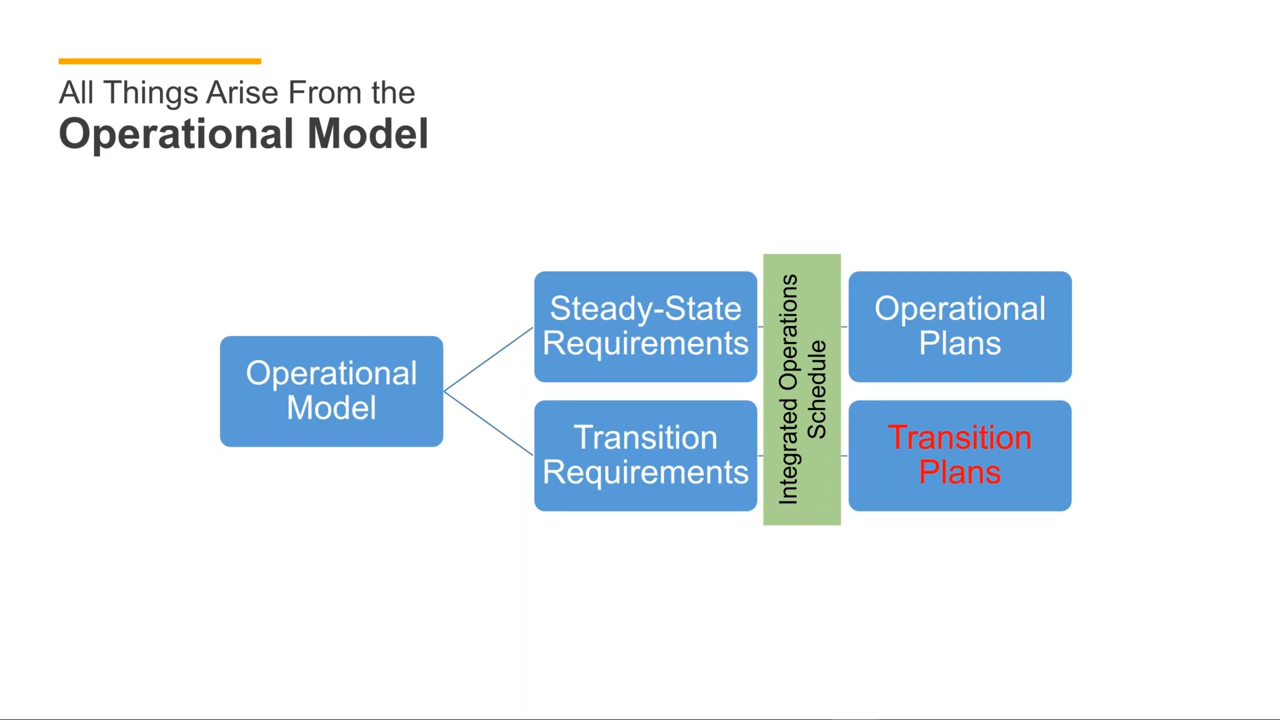 All Things Arise From the
Operational Model
Operational
Model
Steady-State
Requirements
Transition
Requirements
Integrated Operations
Schedule
Operational
Plans
Transition
Plans